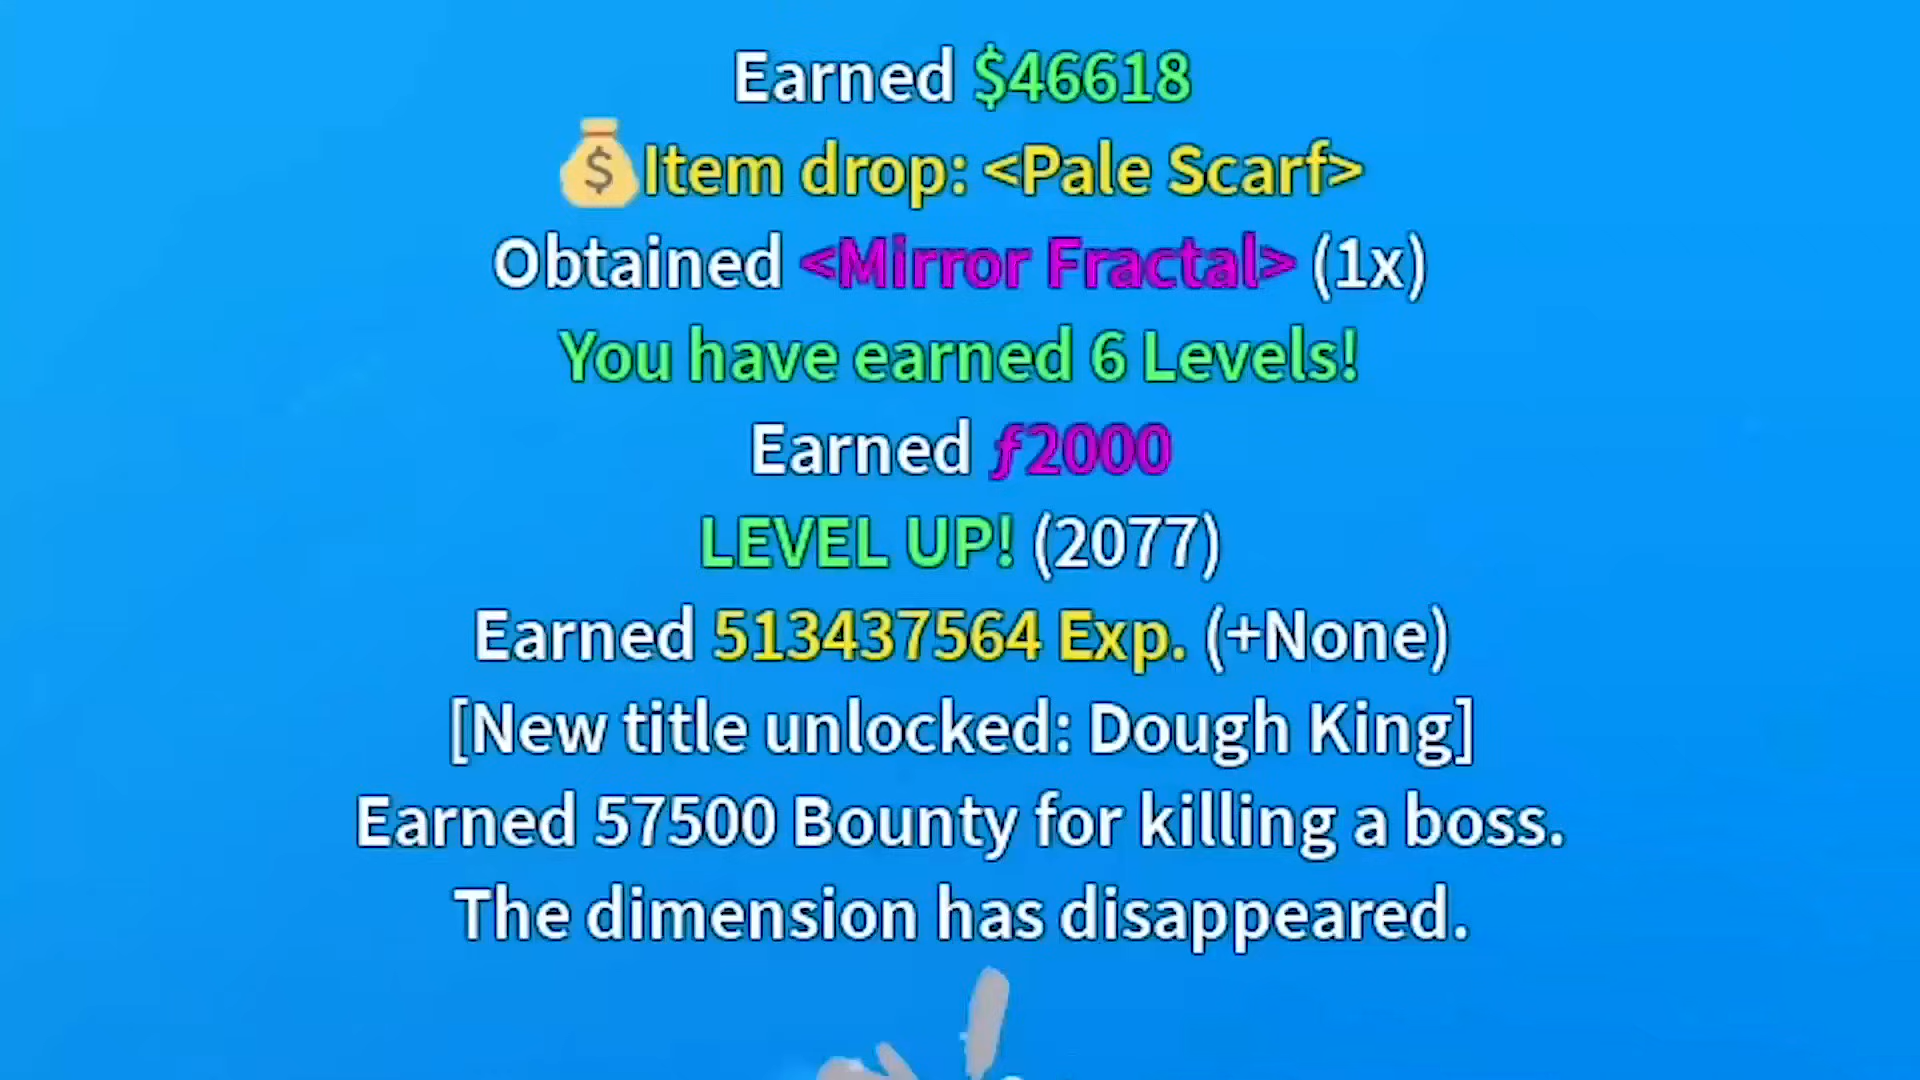 Earned $46618
$Item drop: <Pale Scarf>
Obtained <Mirror Fractal> (1x)
You have earned 6 Levels!
Earned ƒ2000
LEVEL UP! (2077)
Earned 513437564 Exp. (+None)
[New title unlocked: Dough King]
Earned 57500 Bounty for killing a boss.
The dimension has disappeared.